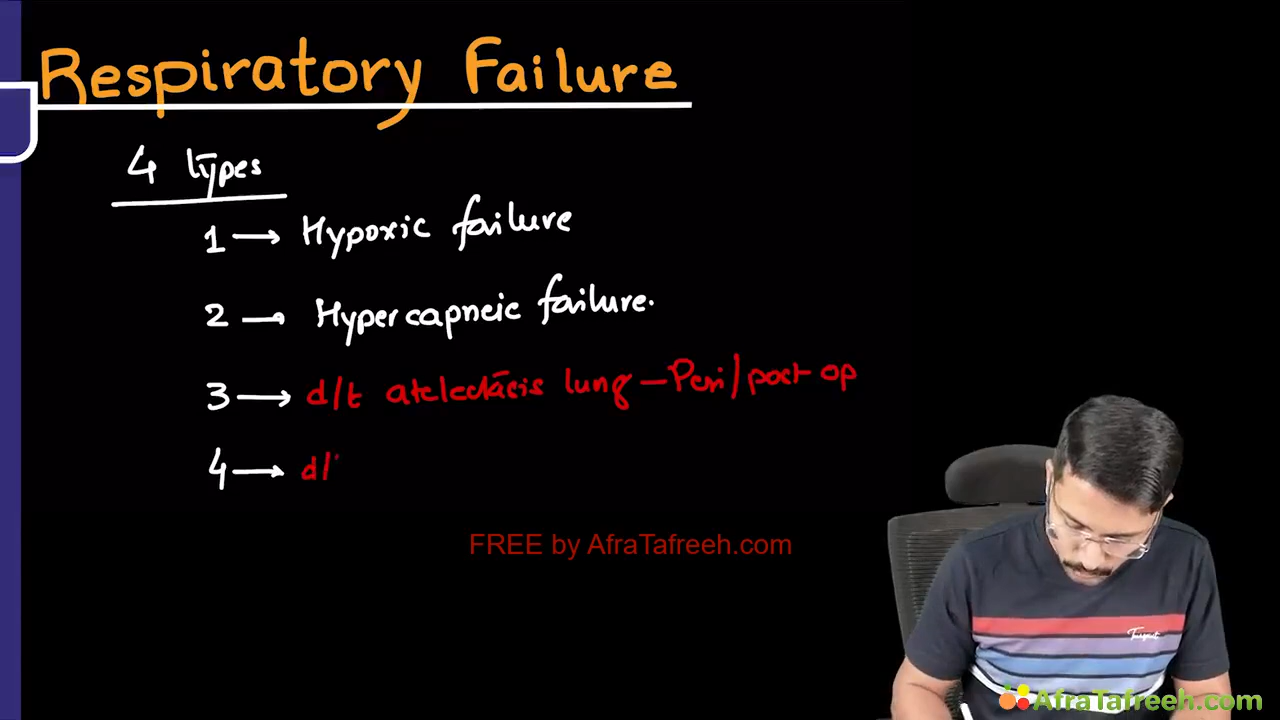 Respiratory Failure
4 types
1 → Hypoxic failure
2 → Hypercapneic failure.
3 → d/t atelectasis lung – Peri/post op
4 → d/
FREE by AfraTafreeh.com
AfraTafreeh.com